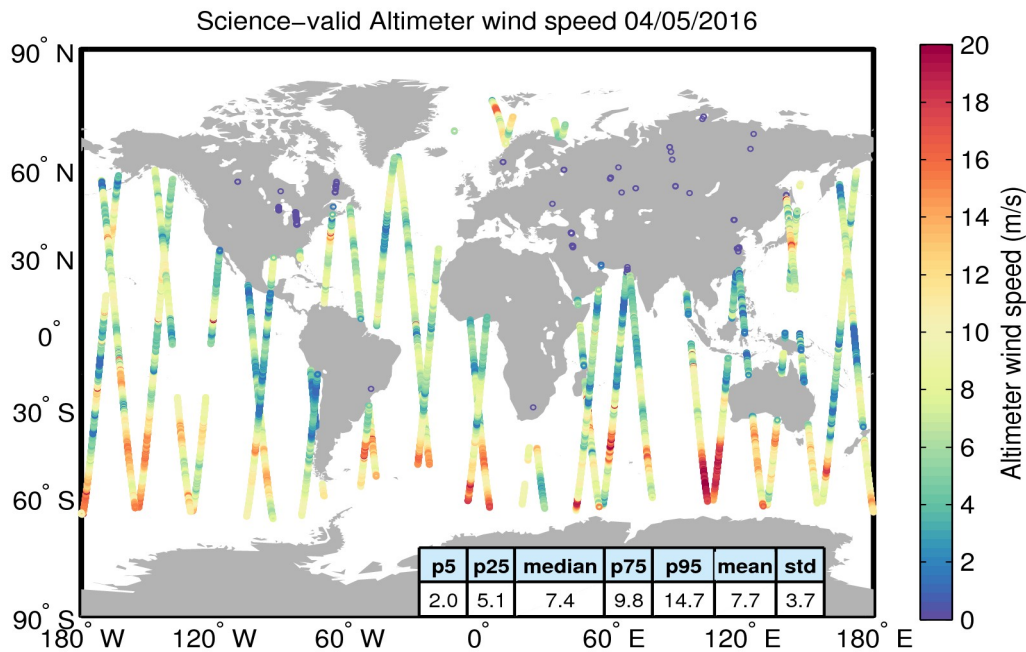 Science−valid Altimeter wind speed 04/05/2016
90° N
60° N
30° N
0°
30° S
60° S
90° S
180° W
120° W
60° W
0°
60° E
120° E
180° E
p5 p25 median p75 p95 mean std
2.0 5.1 7.4 9.8 14.7 7.7 3.7
20
18
16
14
12
10
8
6
4
2
0
Altimeter wind speed (m/s)